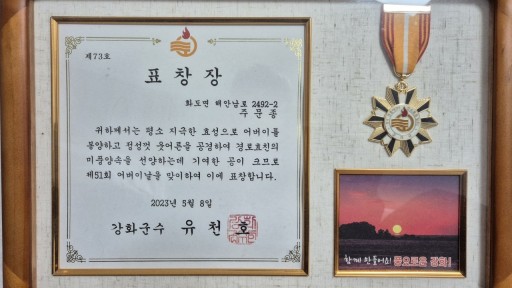 제73호
표 창 장
화도면 해안남로 2492-2
주 문 종
귀하께서는 평소 지극한 효성으로 어버이를
봉양하고 정성껏 웃어른을 공경하여 경로효친의
미풍양속을 선양하는데 기여한 공이 크므로
제51회 어버이날을 맞이하여 이에 표창합니다.
2023년 5월 8일
강화군수 유 천 호
함께 만들어요! 풍요로운 강화!